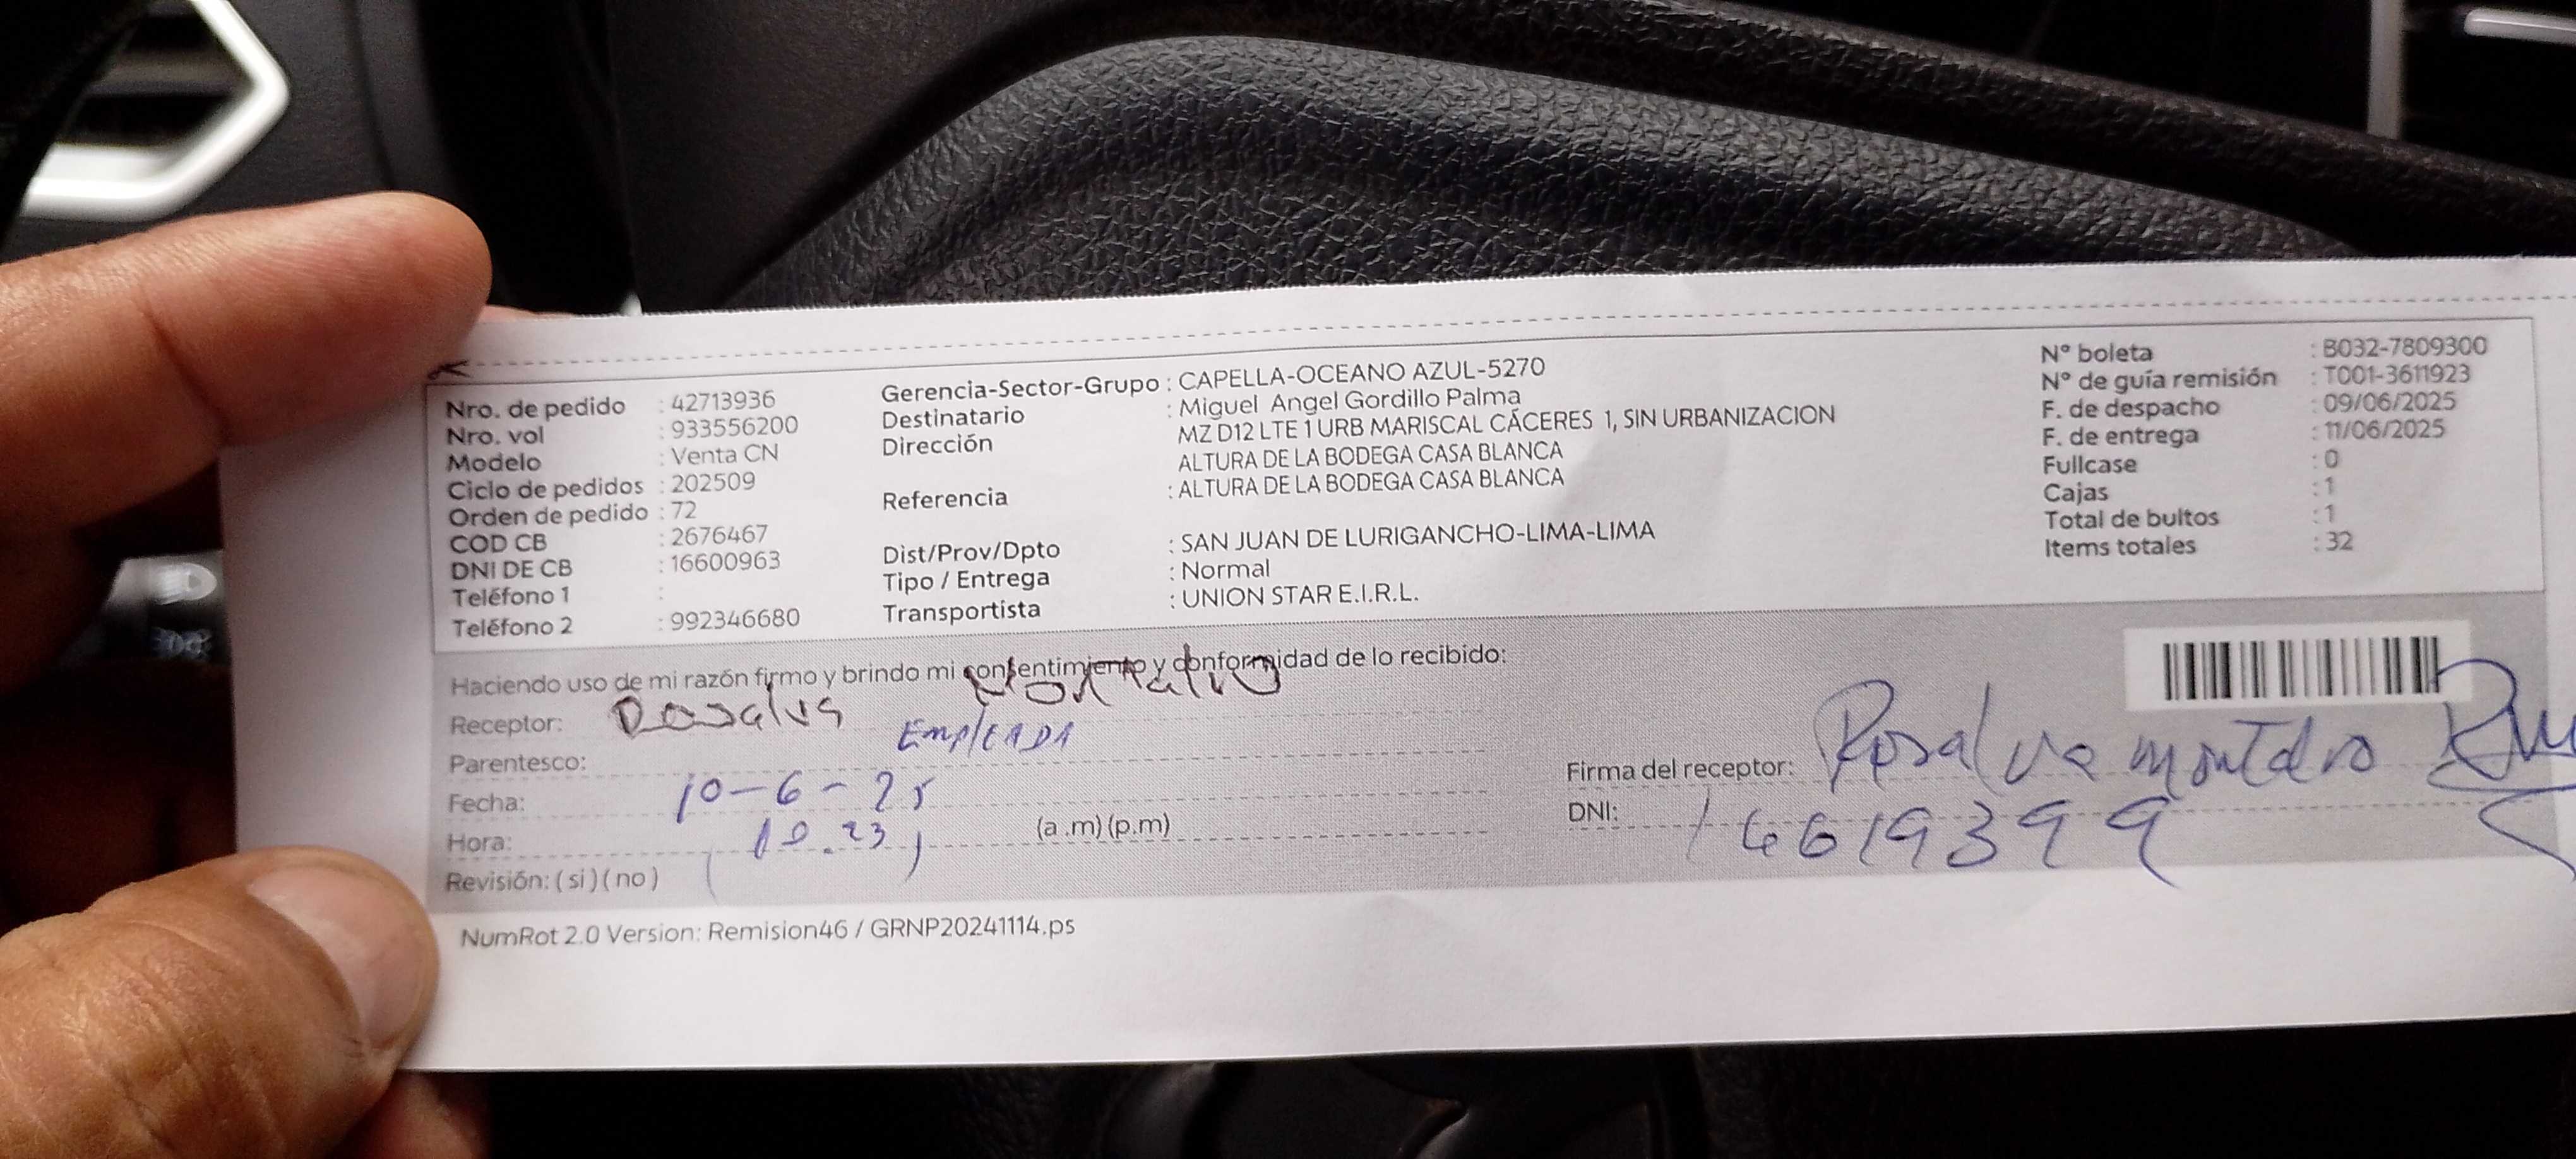 Nro. de pedido : 42713936
Nro. vol : 933556200
Modelo : Venta CN
Ciclo de pedidos : 202509
Orden de pedido : 72
COD CB : 2676467
DNI DE CB : 16600963
Teléfono 1 :
Teléfono 2 : 992346680
Gerencia-Sector-Grupo : CAPELLA-OCEANO AZUL-5270
Destinatario : Miguel Angel Gordillo Palma
Dirección MZ D12 LTE 1 URB MARISCAL CÁCERES 1, SIN URBANIZACION
ALTURA DE LA BODEGA CASA BLANCA
Referencia : ALTURA DE LA BODEGA CASA BLANCA
Dist/Prov/Dpto : SAN JUAN DE LURIGANCHO-LIMA-LIMA
Tipo / Entrega : Normal
Transportista : UNION STAR E.I.R.L.
N° boleta : B032-7809300
N° de guía remisión : T001-3611923
F. de despacho : 09/06/2025
F. de entrega : 11/06/2025
Fullcase : 0
Cajas : 1
Total de bultos : 1
Items totales : 32
Haciendo uso de mi razón firmo y brindo mi consentimiento y conformidad de lo recibido:
Receptor: Rosalva
Parentesco: EmplEADA
Fecha: 10-6-25
Hora: 10.23 (a .m) (p.m)
Revisión: ( si ) ( no )
Firma del receptor: Rosalva
DNI: 16619399
NumRot 2.0 Version: Remision46 / GRNP20241114.ps